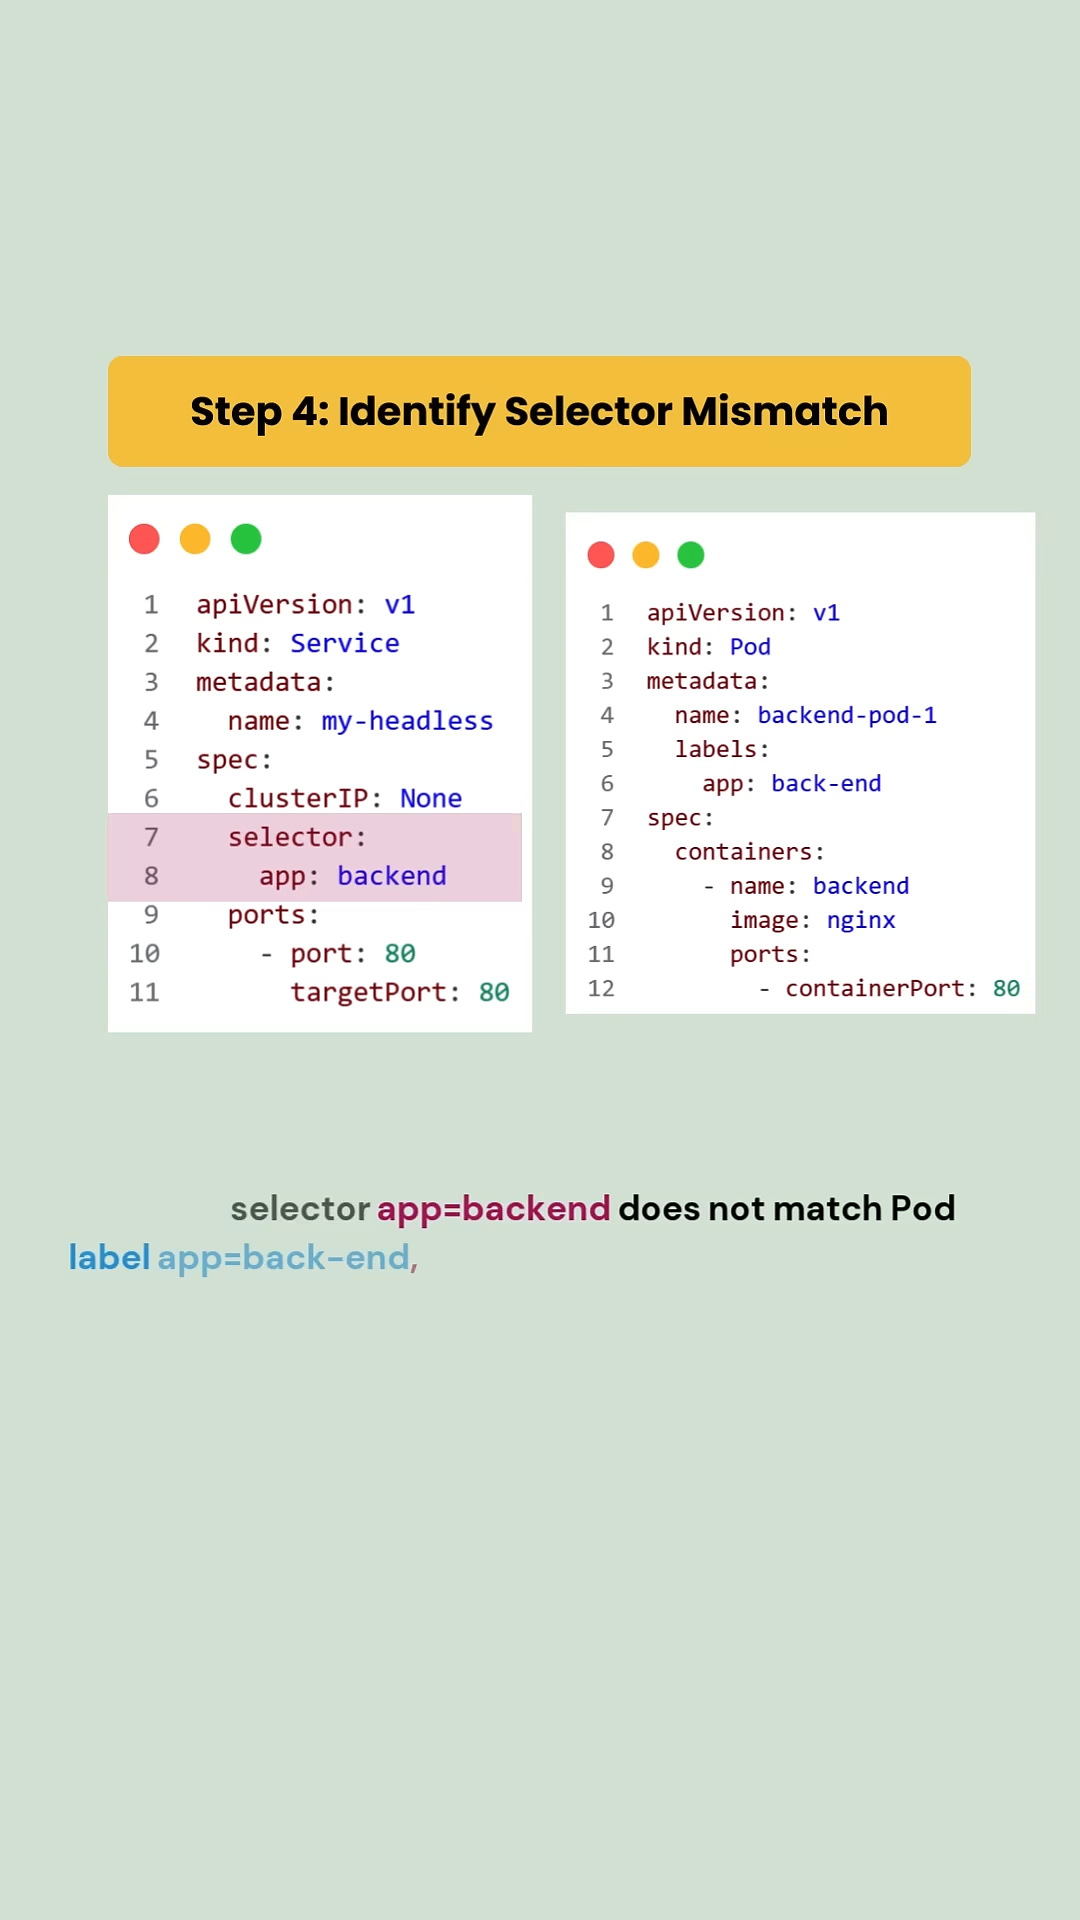 Step 4: Identify Selector Mismatch
1 apiVersion: v1
2 kind: Service
3 metadata:
4   name: my-headless
5 spec:
6   clusterIP: None
7   selector:
8     app: backend
9   ports:
10     - port: 80
11       targetPort: 80
1 apiVersion: v1
2 kind: Pod
3 metadata:
4   name: backend-pod-1
5   labels:
6     app: back-end
7 spec:
8   containers:
9     - name: backend
10       image: nginx
11       ports:
12         - containerPort: 80
selector app=backend does not match Pod
label app=back-end,